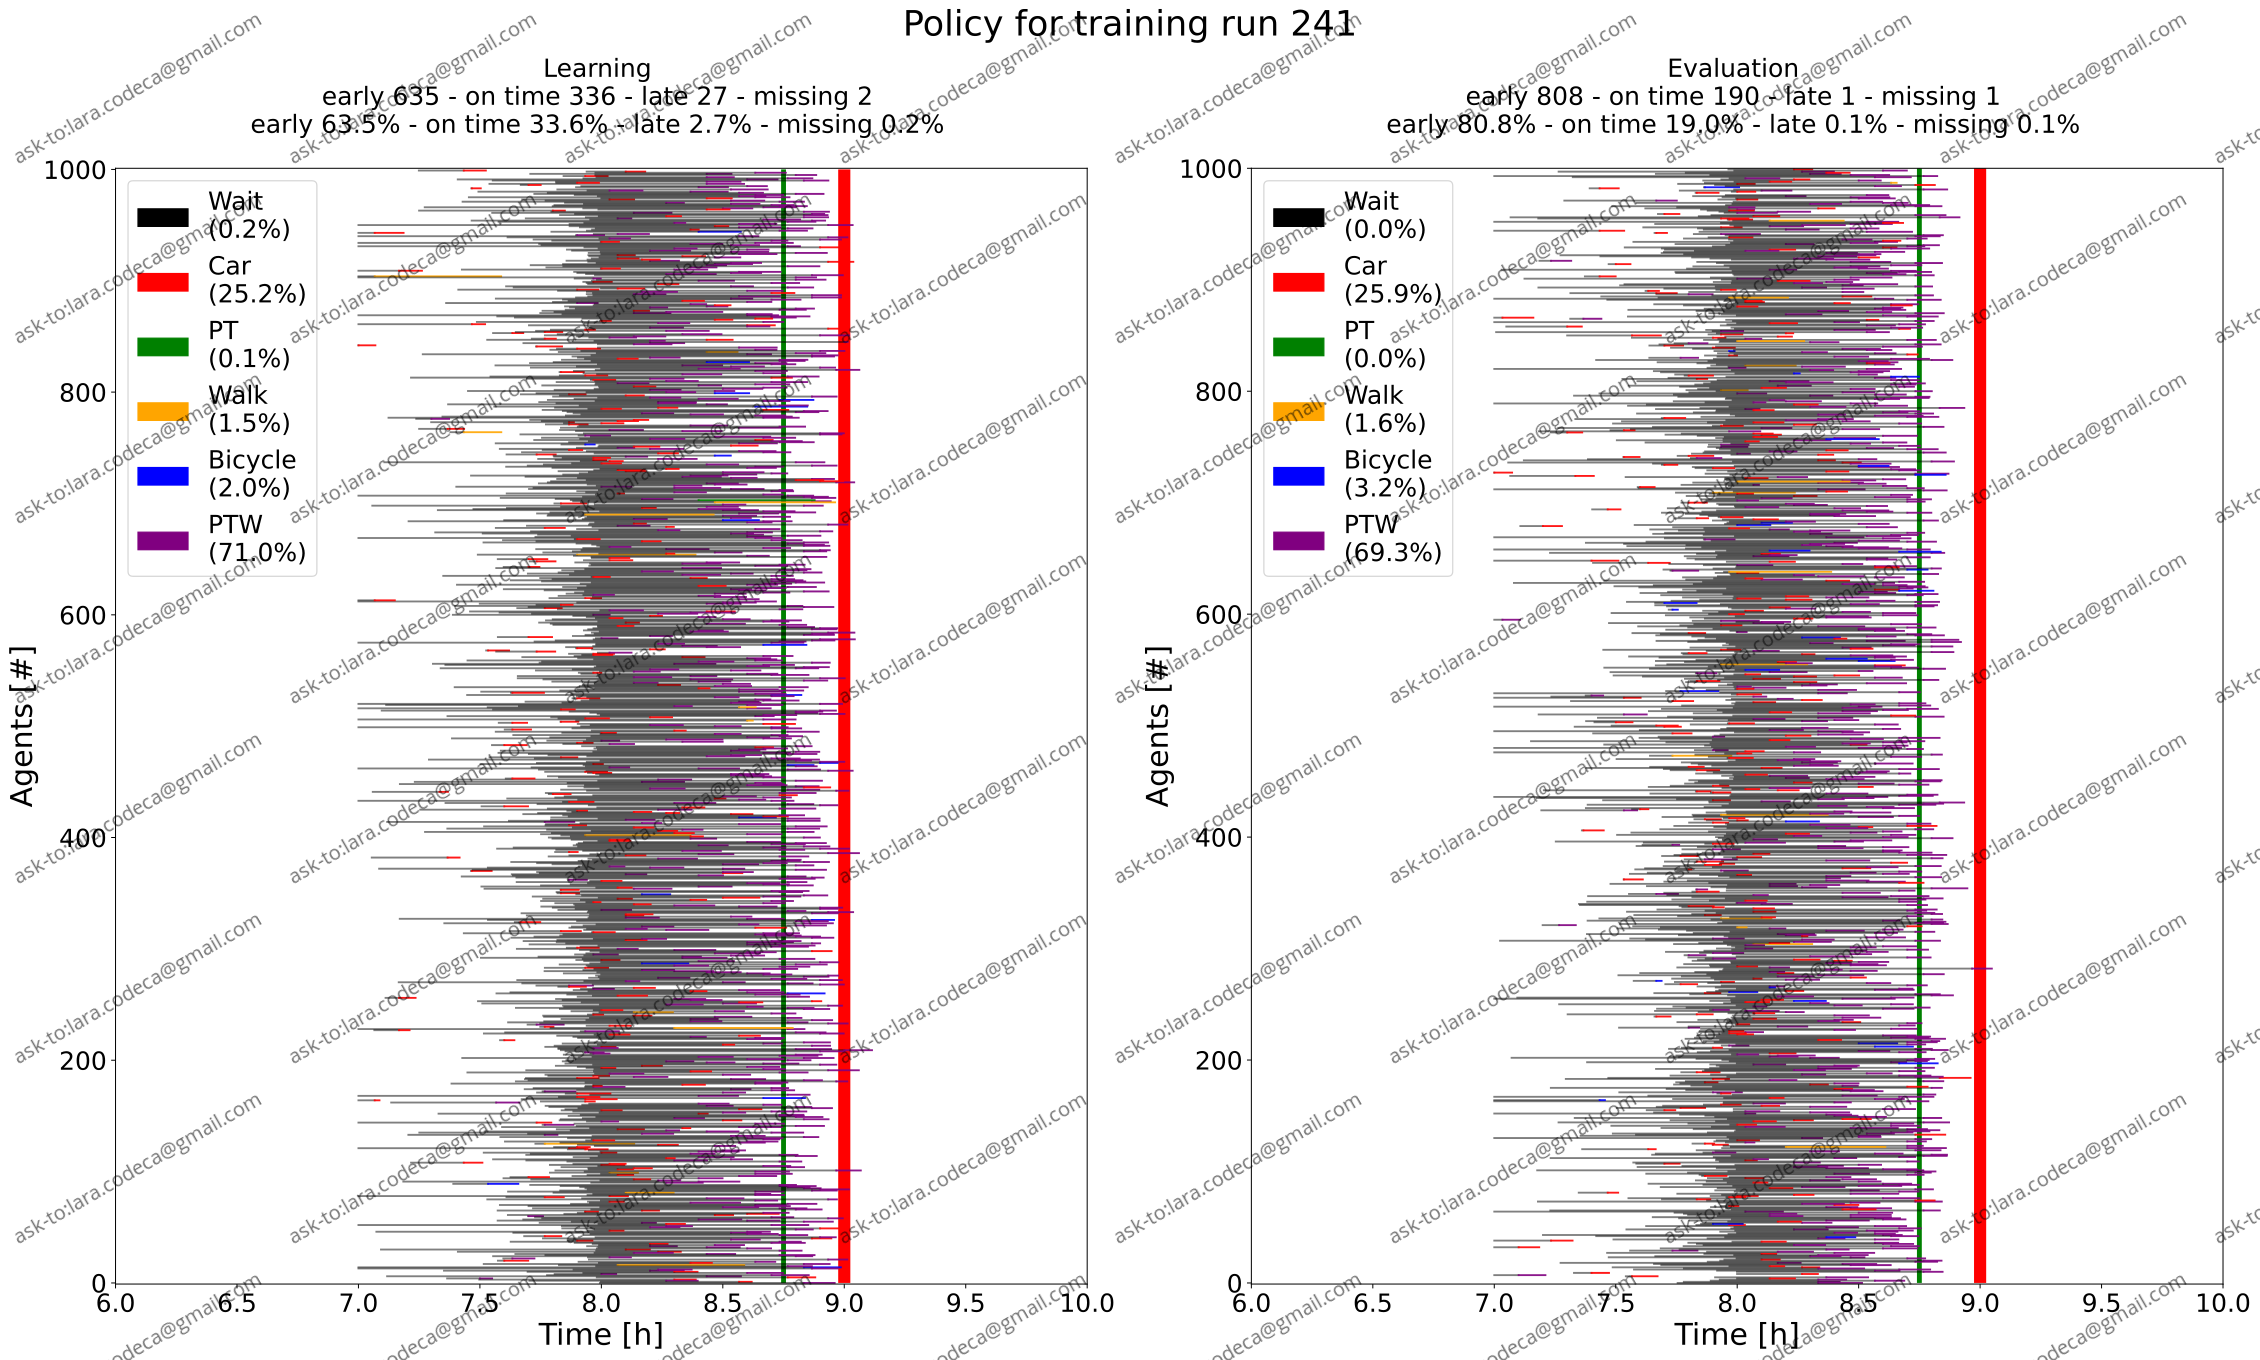 Policy for training run 241
Learning
early 635 - on time 336 - late 27 - missing 2
early 63.5% - on time 33.6% - late 2.7% - missing 0.2%
Evaluation
early 808 - on time 190 - late 1 - missing 1
early 80.8% - on time 19.0% - late 0.1% - missing 0.1%
Wait
(0.2%)
Car
(25.2%)
PT
(0.1%)
Walk
(1.5%)
Bicycle
(2.0%)
PTW
(71.0%)
Wait
(0.0%)
Car
(25.9%)
PT
(0.0%)
Walk
(1.6%)
Bicycle
(3.2%)
PTW
(69.3%)
1000
800
600
400
200
0
Agents [#]
6.0 6.5 7.0 7.5 8.0 8.5 9.0 9.5 10.0
Time [h]
1000
800
600
400
200
0
Agents [#]
6.0 6.5 7.0 7.5 8.0 8.5 9.0 9.5 10.0
Time [h]
ask-to:lara.codeca@gmail.com